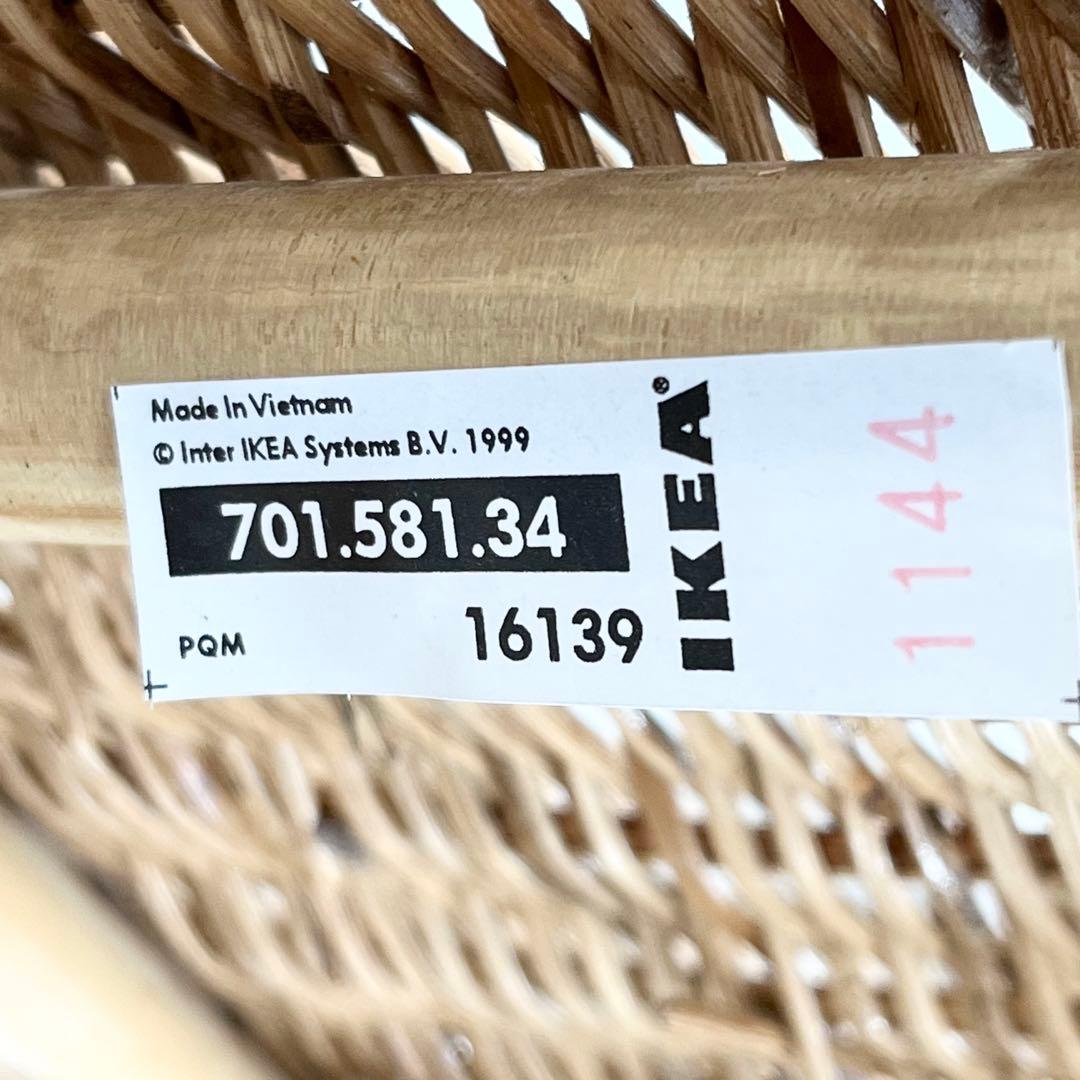 Made In Vietnam
© Inter IKEA Systems B.V. 1999
701.581.34
PQM
16139
IKEA®
1144